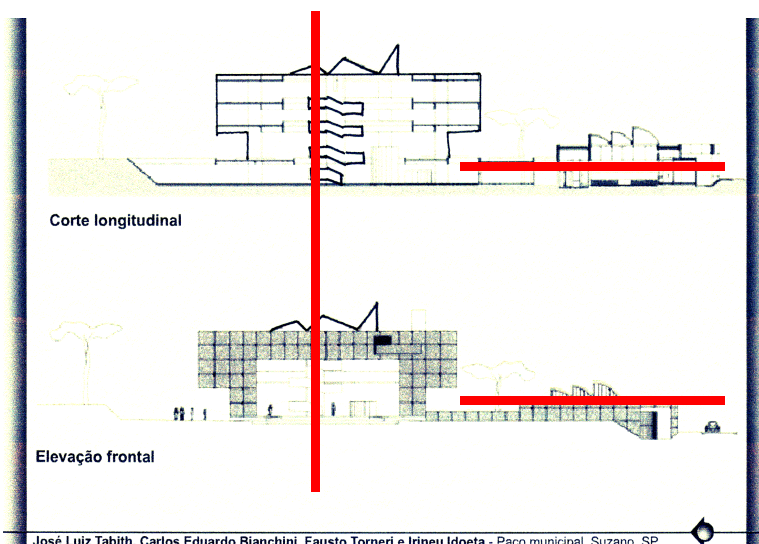 Corte longitudinal
Elevação frontal
José Luiz Tabith, Carlos Eduardo Bianchini, Fausto Torneri e Irineu Idoeta - Paço municipal, Suzano, SP